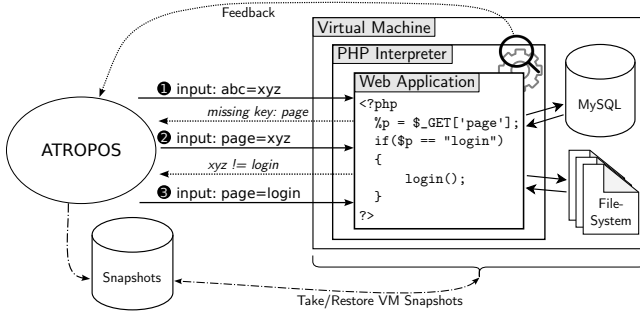 Feedback
Virtual Machine
PHP Interpreter
Web Application
❶ input: abc=xyz
missing key: page
❷ input: page=xyz
xyz != login
❸ input: page=login
ATROPOS
<?php
%p = $_GET['page'];
if($p == "login")
{
login();
}
?>
MySQL
File-
System
Snapshots
Take/Restore VM Snapshots